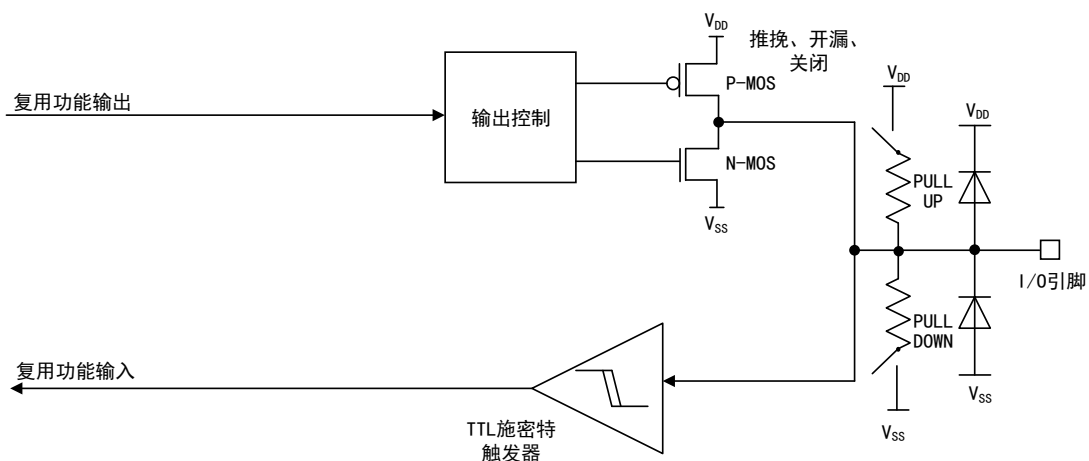 V_DD
推挽、开漏、
关闭
P-MOS
V_DD
复用功能输出
输出控制
V_DD
N-MOS
PULL
UP
V_SS
I/O引脚
PULL
DOWN
复用功能输入
V_SS
TTL施密特
触发器
V_SS